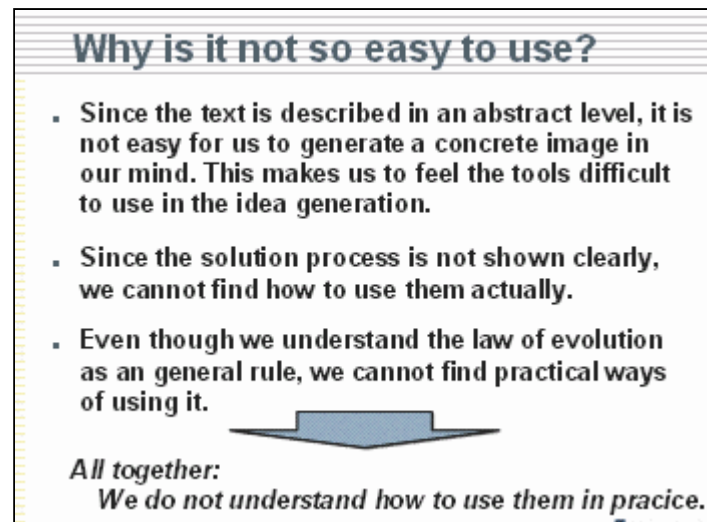 Why is it not so easy to use?
Since the text is described in an abstract level, it is
not easy for us to generate a concrete image in
our mind. This makes us to feel the tools difficult
to use in the idea generation.
Since the solution process is not shown clearly,
we cannot find how to use them actually.
Even though we understand the law of evolution
as an general rule, we cannot find practical ways
of using it.
All together:
We do not understand how to use them in pracice.